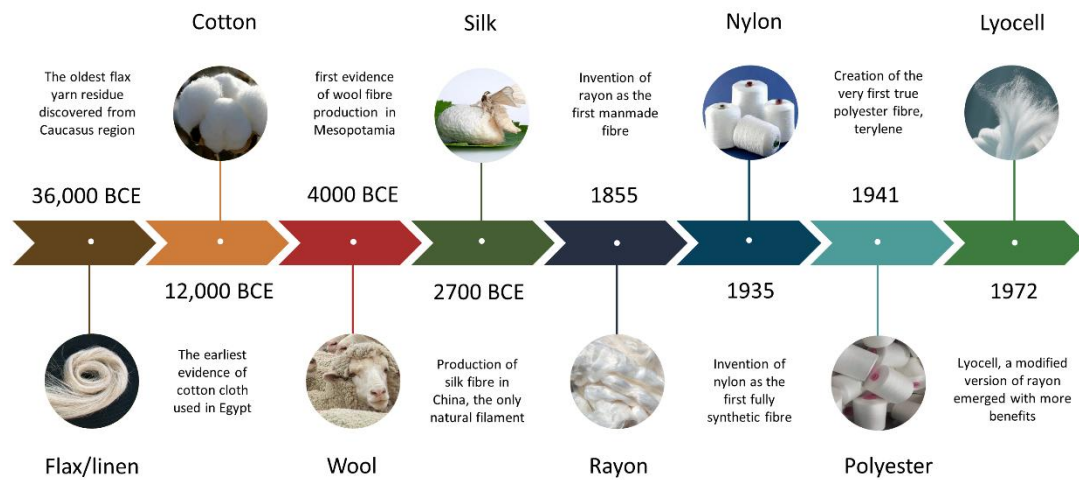 Cotton
Silk
Nylon
Lyocell
The oldest flax
yarn residue
discovered from
Caucasus region
first evidence
of wool fibre
production in
Mesopotamia
Invention of
rayon as the
first manmade
fibre
Creation of the
very first true
polyester fibre,
terylene
36,000 BCE
4000 BCE
1855
1941
12,000 BCE
2700 BCE
1935
1972
The earliest
evidence of
cotton cloth
used in Egypt
Production of
silk fibre in
China, the only
natural filament
Invention of
nylon as the
first fully
synthetic fibre
Lyocell, a modified
version of rayon
emerged with more
benefits
Flax/linen
Wool
Rayon
Polyester